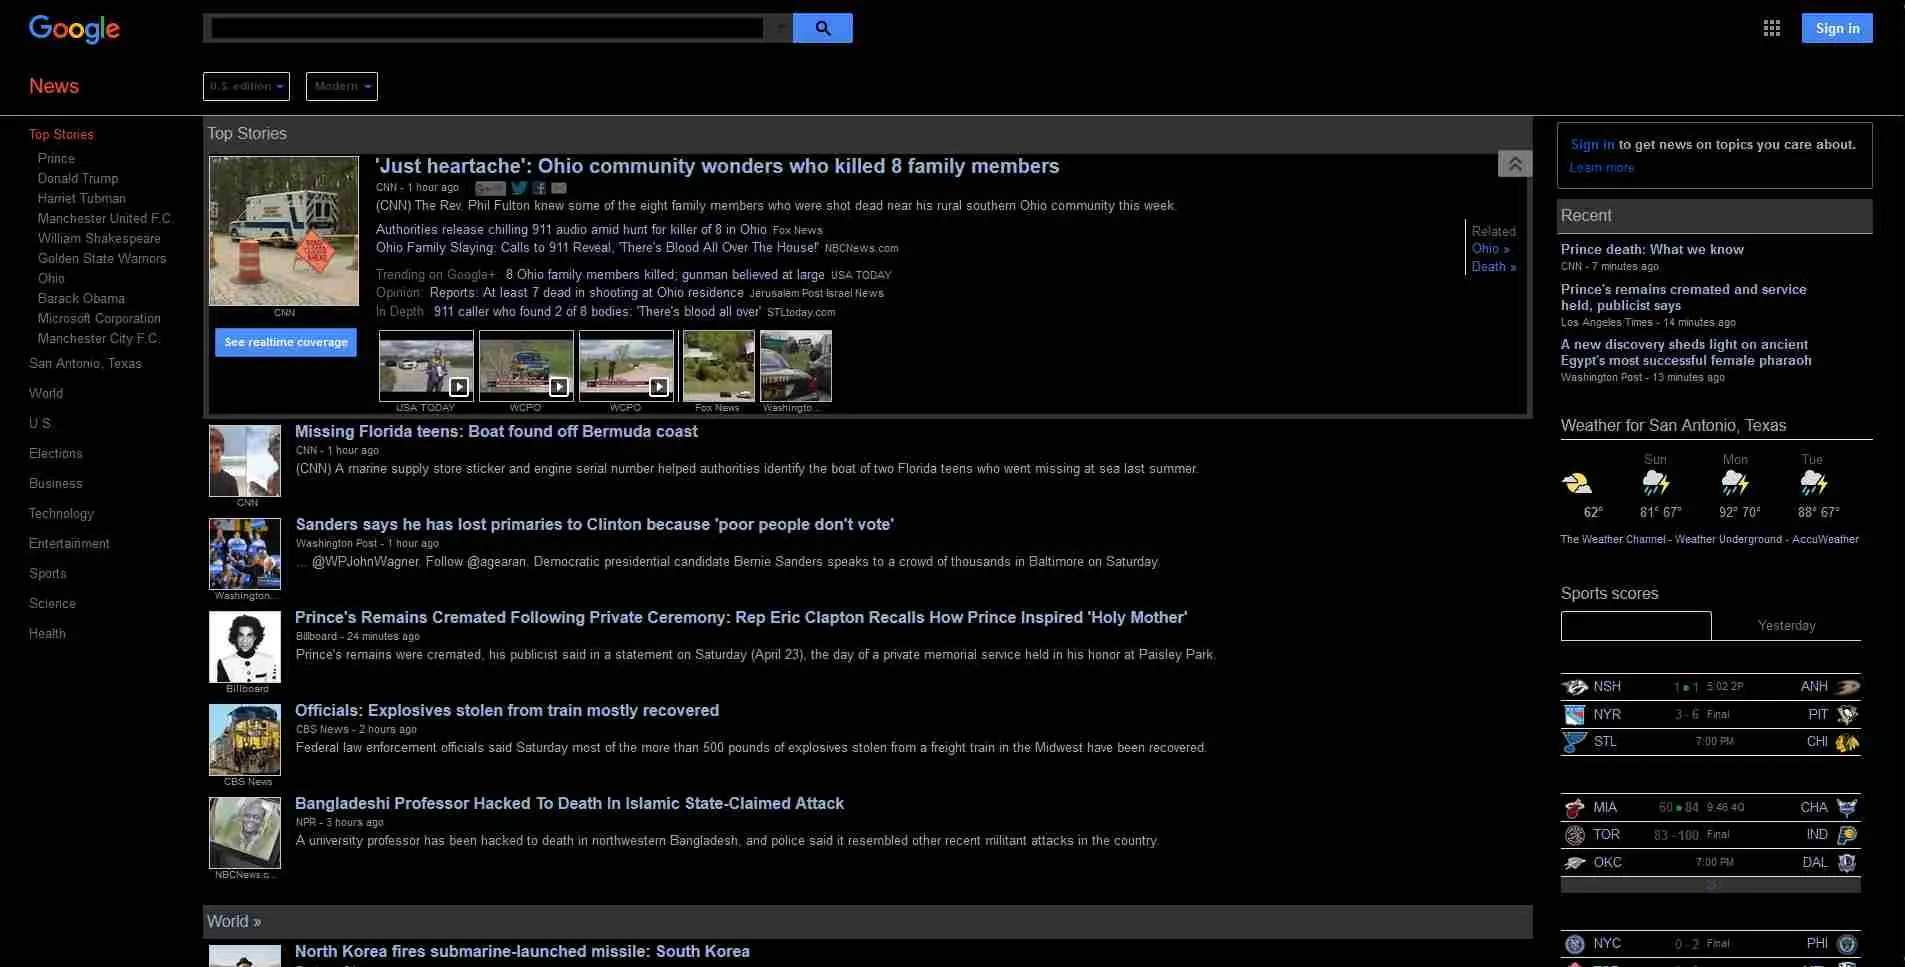 Google
Sign in
News
U.S. edition
Modern
Top Stories
Prince
Donald Trump
Harriet Tubman
Manchester United F.C.
William Shakespeare
Golden State Warriors
Ohio
Barack Obama
Microsoft Corporation
Manchester City F.C.
San Antonio, Texas
World
U.S.
Elections
Business
Technology
Entertainment
Sports
Science
Health
Top Stories
CNN
See realtime coverage
'Just heartache': Ohio community wonders who killed 8 family members
CNN - 1 hour ago
(CNN) The Rev. Phil Fulton knew some of the eight family members who were shot dead near his rural southern Ohio community this week.
Authorities release chilling 911 audio amid hunt for killer of 8 in Ohio Fox News
Ohio Family Slaying: Calls to 911 Reveal, 'There's Blood All Over The House!' NBCNews.com
Trending on Google+: 8 Ohio family members killed; gunman believed at large USA TODAY
Opinion: Reports: At least 7 dead in shooting at Ohio residence Jerusalem Post Israel News
In Depth: 911 caller who found 2 of 8 bodies: 'There's blood all over' STLtoday.com
Related
Ohio »
Death »
USA TODAY
WCPO
WCPO
Fox News
Washingto...
Missing Florida teens: Boat found off Bermuda coast
CNN - 1 hour ago
(CNN) A marine supply store sticker and engine serial number helped authorities identify the boat of two Florida teens who went missing at sea last summer.
CNN
Sanders says he has lost primaries to Clinton because 'poor people don't vote'
Washington Post - 1 hour ago
... @WPJohnWagner. Follow @agearan. Democratic presidential candidate Bernie Sanders speaks to a crowd of thousands in Baltimore on Saturday.
Washington...
Prince's Remains Cremated Following Private Ceremony: Rep Eric Clapton Recalls How Prince Inspired 'Holy Mother'
Billboard - 24 minutes ago
Prince's remains were cremated, his publicist said in a statement on Saturday (April 23), the day of a private memorial service held in his honor at Paisley Park.
Billboard
Officials: Explosives stolen from train mostly recovered
CBS News - 2 hours ago
Federal law enforcement officials said Saturday most of the more than 500 pounds of explosives stolen from a freight train in the Midwest have been recovered.
CBS News
Bangladeshi Professor Hacked To Death In Islamic State-Claimed Attack
NPR - 3 hours ago
A university professor has been hacked to death in northwestern Bangladesh, and police said it resembled other recent militant attacks in the country.
NBCNews.c...
World »
North Korea fires submarine-launched missile: South Korea
Sign in to get news on topics you care about.
Learn more
Recent
Prince death: What we know
CNN - 7 minutes ago
Prince's remains cremated and service
held, publicist says
Los Angeles Times - 14 minutes ago
A new discovery sheds light on ancient
Egypt's most successful female pharaoh
Washington Post - 13 minutes ago
Weather for San Antonio, Texas
Sun Mon Tue
62° 81° 67° 92° 70° 88° 67°
The Weather Channel - Weather Underground - AccuWeather
Sports scores
Yesterday
NSH 1 1 5:02 2P ANH
NYR 3 - 6 Final PIT
STL 7:00 PM CHI
MIA 60 84 9:46 4Q CHA
TOR 83 - 100 Final IND
OKC 7:00 PM DAL
NYC 0 - 2 Final PHI